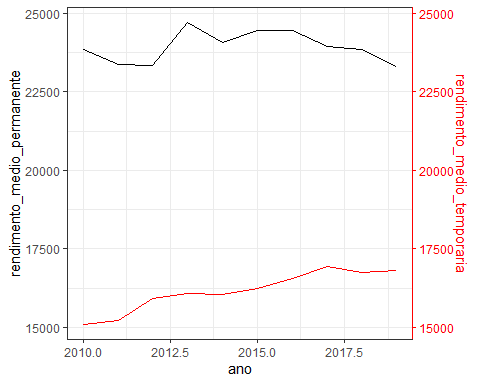 25000
22500
20000
17500
15000
rendimento_medio_permanente
2010.0 2012.5 2015.0 2017.5
ano
25000
22500
20000
17500
15000
rendimento_medio_temporaria